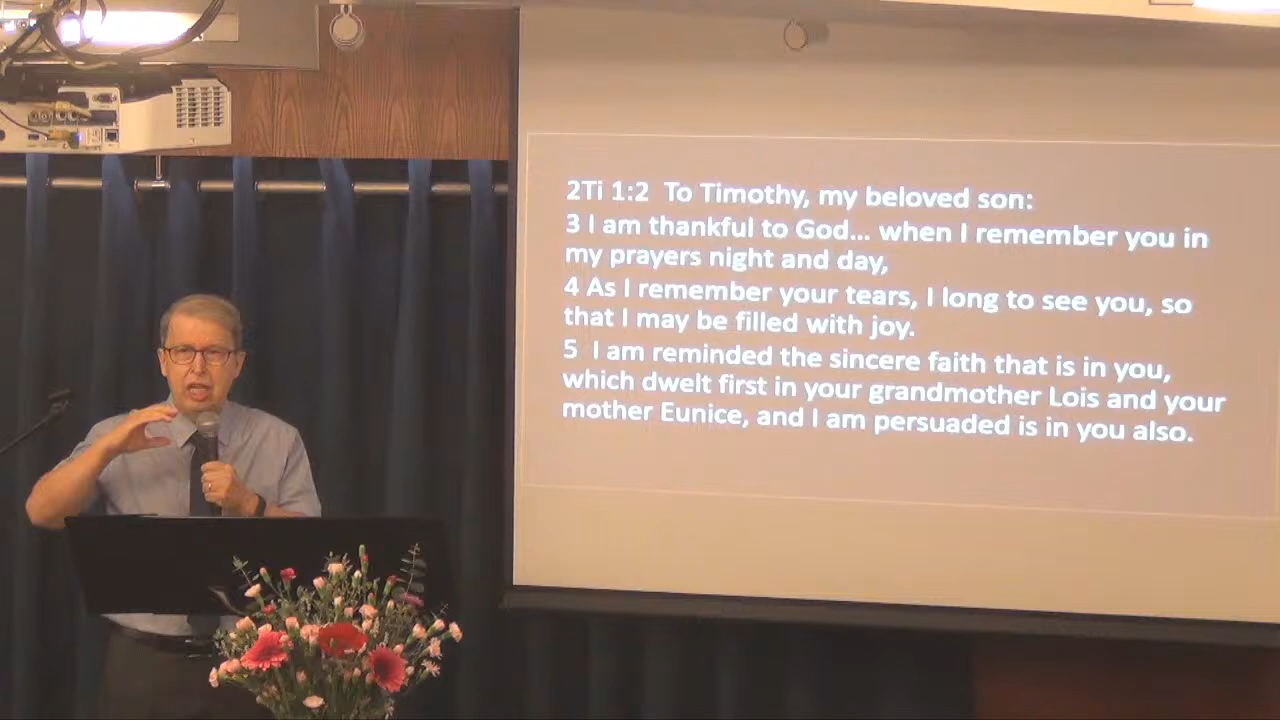 2Ti 1:2  To Timothy, my beloved son:
3 I am thankful to God... when I remember you in
my prayers night and day,
4 As I remember your tears, I long to see you, so
that I may be filled with joy.
5  I am reminded the sincere faith that is in you,
which dwelt first in your grandmother Lois and your
mother Eunice, and I am persuaded is in you also.